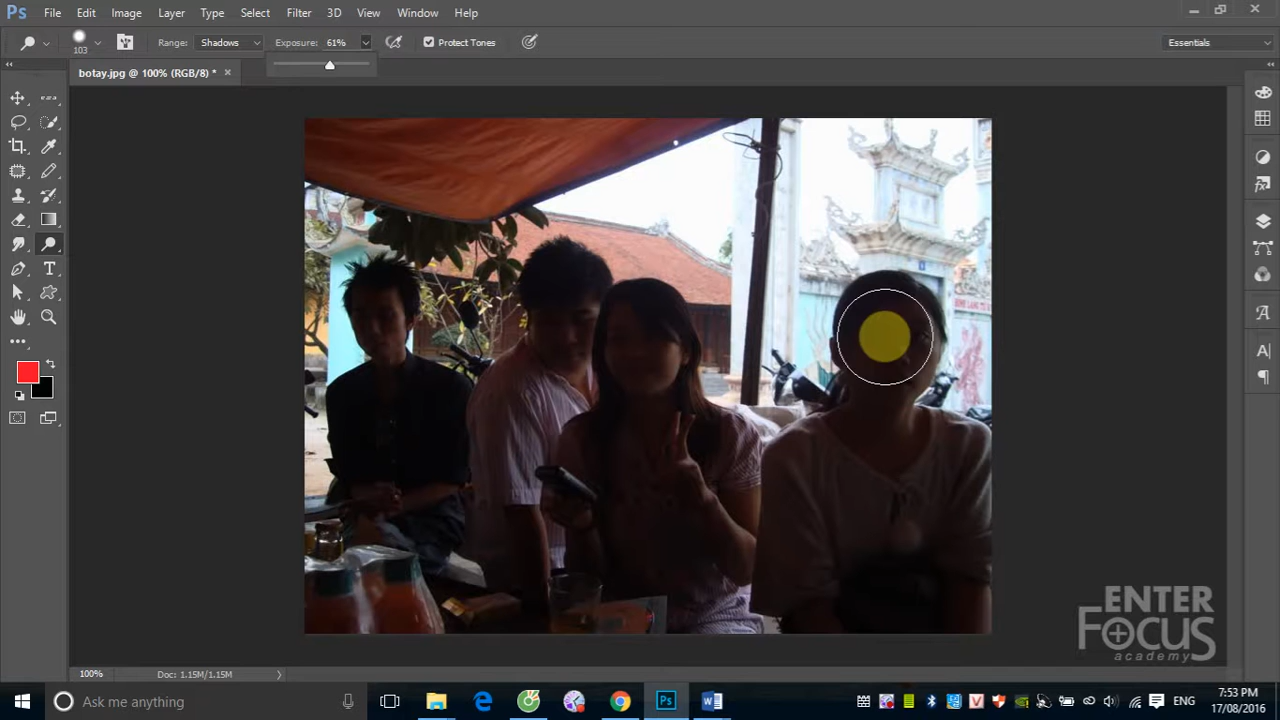 Ps File Edit Image Layer Type Select Filter 3D View Window Help
103 Range: Shadows Exposure: 61% Protect Tones Essentials
botay.jpg @ 100% (RGB/8) *
ENTER
FOCUS
academy
100% Doc: 1.15M/1.15M
Ask me anything ENG 7:53 PM
17/08/2016